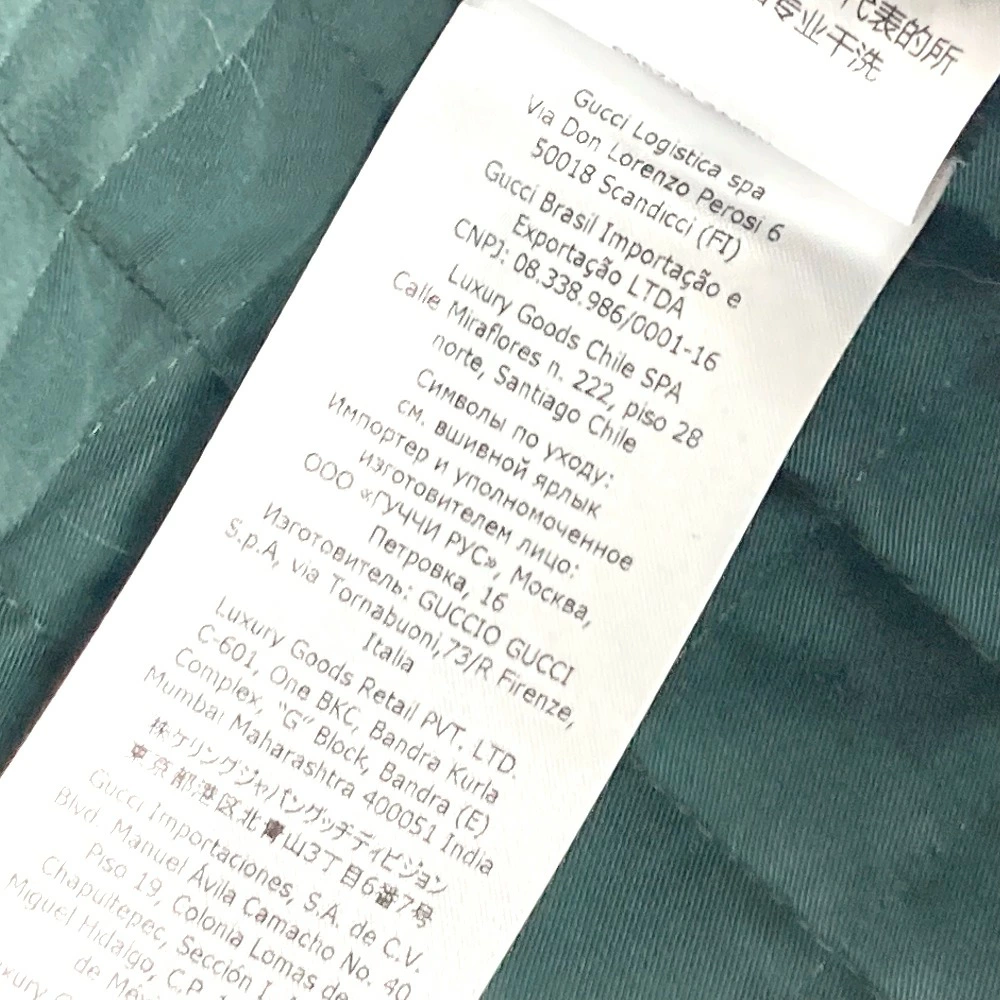 代表的所
专业干洗
Gucci Logistica spa
Via Don Lorenzo Perosi 6
50018 Scandicci (FI)
Gucci Brasil Importação e
Exportação LTDA
CNPJ: 08.338.986/0001-16
Luxury Goods Chile SPA
Calle Miraflores n. 222, piso 28
norte, Santiago Chile
Символы по уходу:
см. вшивной ярлык
Импортер и уполномоченное
изготовителем лицо:
ООО «ГУЧЧИ РУС», Москва,
Петровка, 16
Изготовитель: GUCCIO GUCCI
S.p.A, via Tornabuoni,73/R Firenze,
Italia
Luxury Goods Retail PVT. LTD.
C-601, One BKC, Bandra Kurla
Complex, "G" Block, Bandra (E)
Mumbai Maharashtra 400051 India
株ケリングジャパングッチディビジョン
東京都港区北青山3丁目6番7号
Gucci Importaciones, S.A. de C.V.
Blvd. Manuel Ávila Camacho No. 40
Piso 19, Colonia Lomas de
Chapultepec, Sección I,
Miguel Hidalgo, C.P.
de